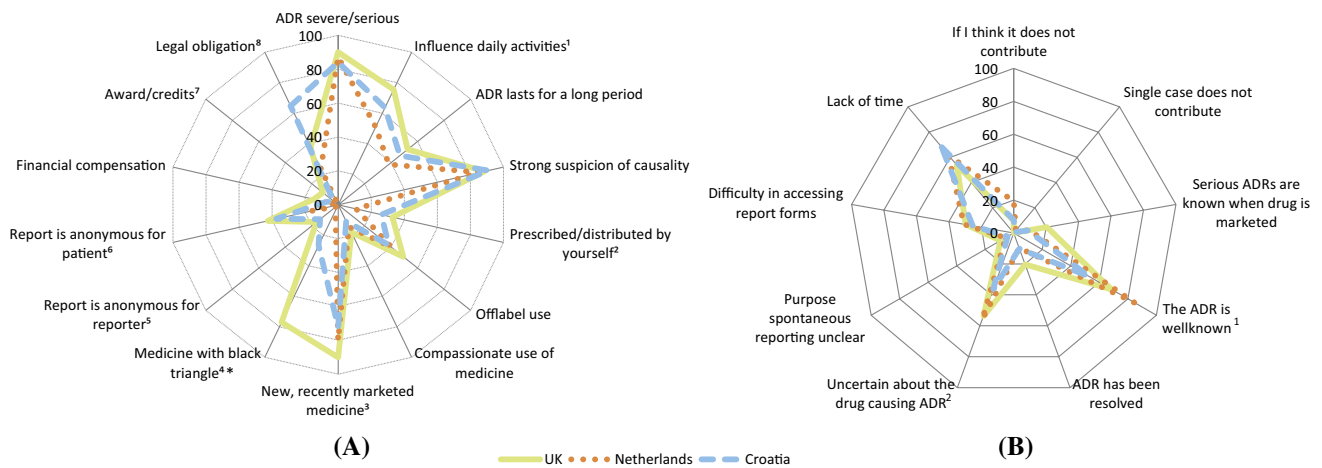 ADR severe/serious
Influence daily activities¹
ADR lasts for a long period
Strong suspicion of causality
Prescribed/distributed by
yourself²
Offlabel use
Compassionate use of
medicine
New, recently marketed
medicine³
Medicine with black
triangle⁴ *
Report is anonymous for
reporter⁵
Report is anonymous for
patient⁶
Financial compensation
Award/credits⁷
Legal obligation⁸
100
80
60
40
20
0
(A)
If I think it does not
contribute
Single case does not
contribute
Serious ADRs are
known when drug is
marketed
The ADR is
wellknown ¹
ADR has been
resolved
Uncertain about the
drug causing ADR²
Purpose
spontaneous
reporting unclear
Difficulty in accessing
report forms
Lack of time
100
80
60
40
20
0
(B)
UK Netherlands Croatia